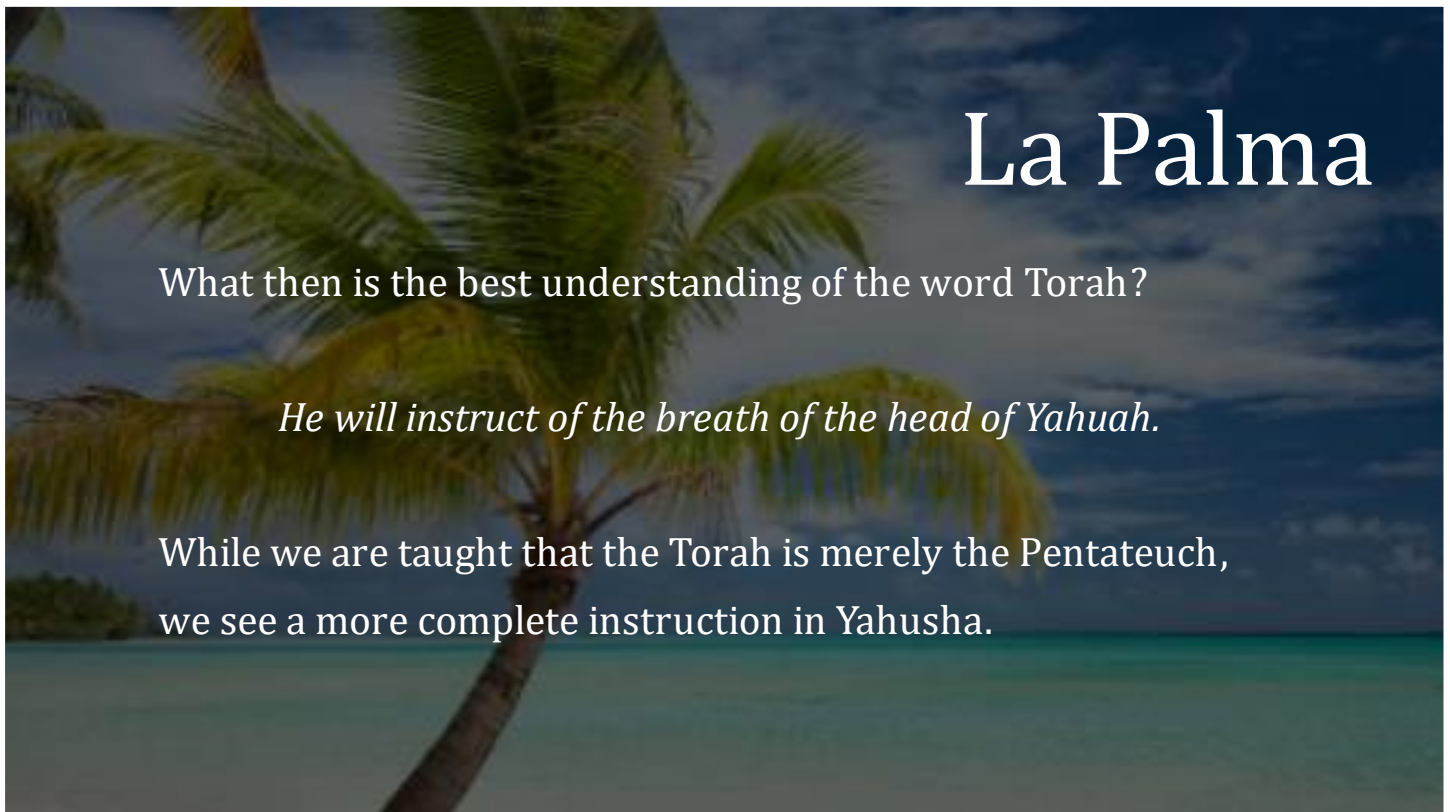 La Palma
What then is the best understanding of the word Torah?
He will instruct of the breath of the head of Yahuah.
While we are taught that the Torah is merely the Pentateuch,
we see a more complete instruction in Yahusha.